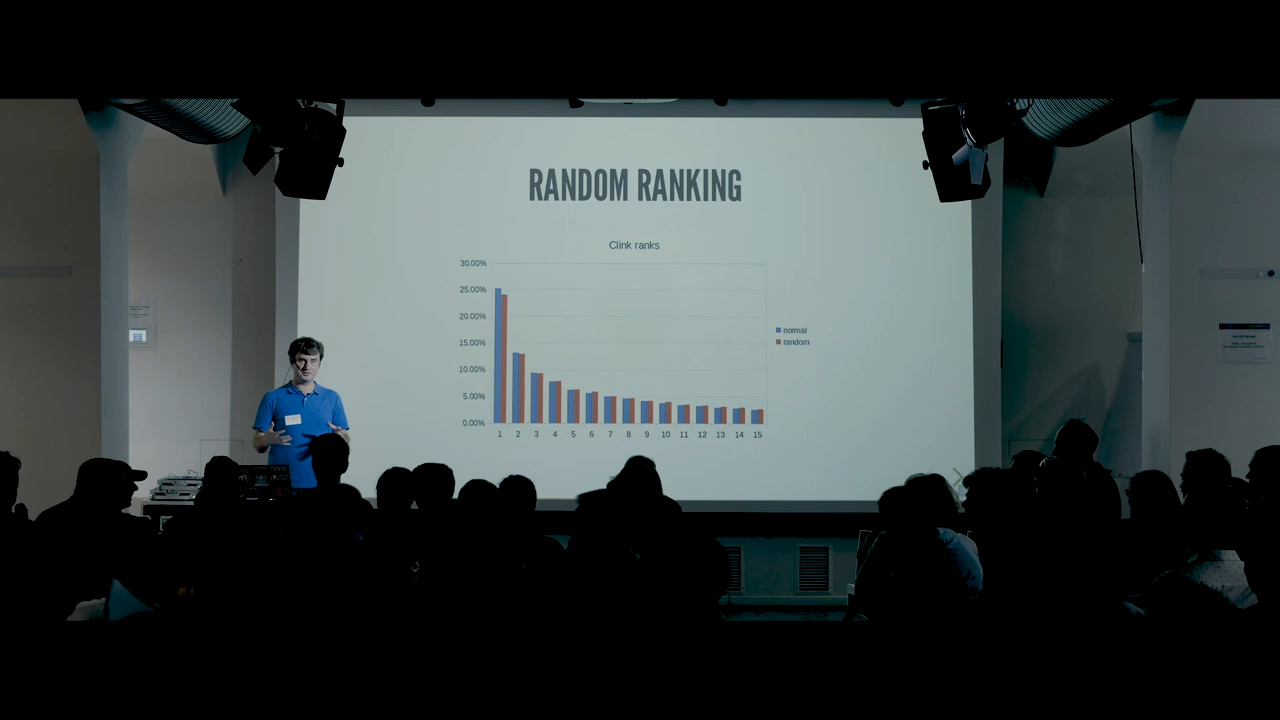 RANDOM RANKING
Clink ranks
30.00%
25.00%
20.00%
15.00%
10.00%
5.00%
0.00%
1 2 3 4 5 6 7 8 9 10 11 12 13 14 15
normal
random